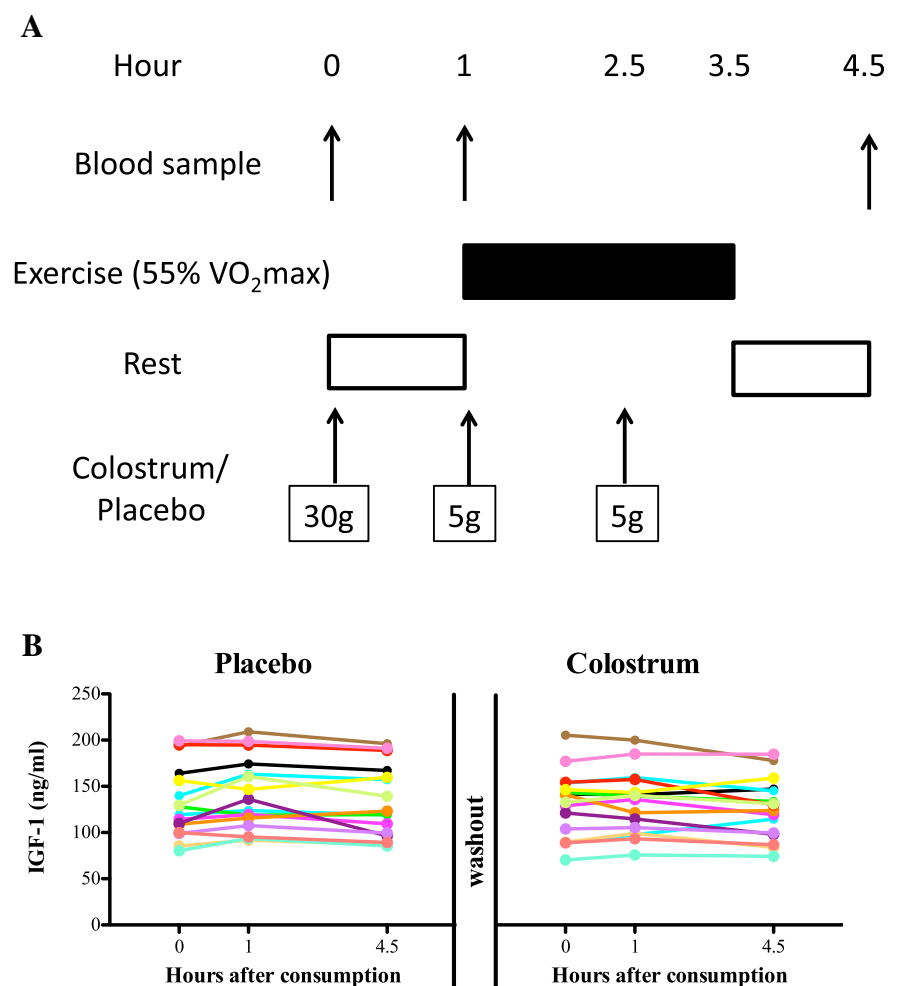 A
Hour 0 1 2.5 3.5 4.5
Blood sample
Exercise (55% VO₂max)
Rest
Colostrum/
Placebo
30g 5g 5g
B
Placebo Colostrum
IGF-1 (ng/ml)
250
200
150
100
50
0
washout
0 1 4.5 0 1 4.5
Hours after consumption Hours after consumption